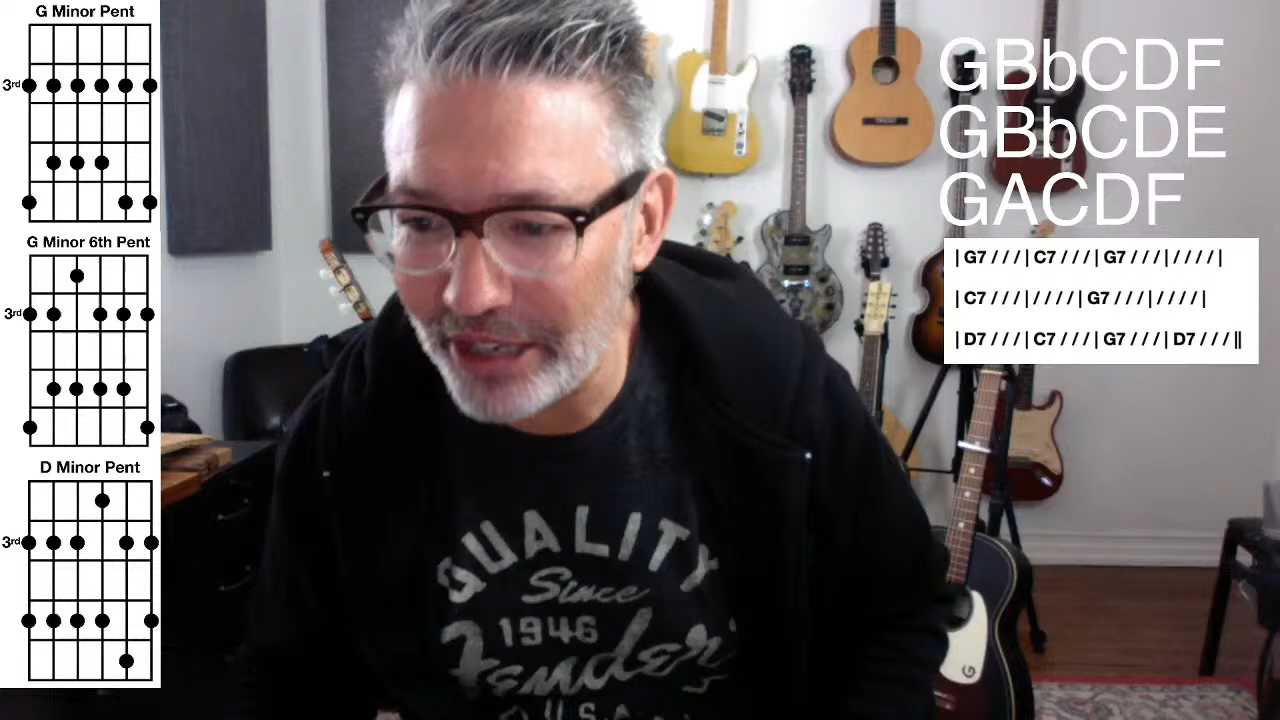 G Minor Pent
3rd
G Minor 6th Pent
3rd
D Minor Pent
3rd
GBbCDF
GBbCDE
GACDF
| G7 / / / | C7 / / / | G7 / / / | / / / / |
| C7 / / / | / / / / | G7 / / / | / / / / |
| D7 / / / | C7 / / / | G7 / / / | D7 / / / ||
QUALITY
Since
1946
Fender
U.S.A.
G